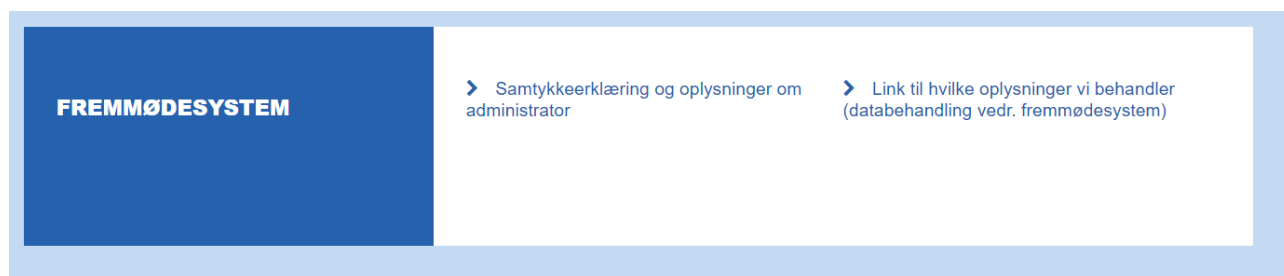 FREMMØDESYSTEM
Samtykkeerklæring og oplysninger om
administrator
Link til hvilke oplysninger vi behandler
(databehandling vedr. fremmødesystem)